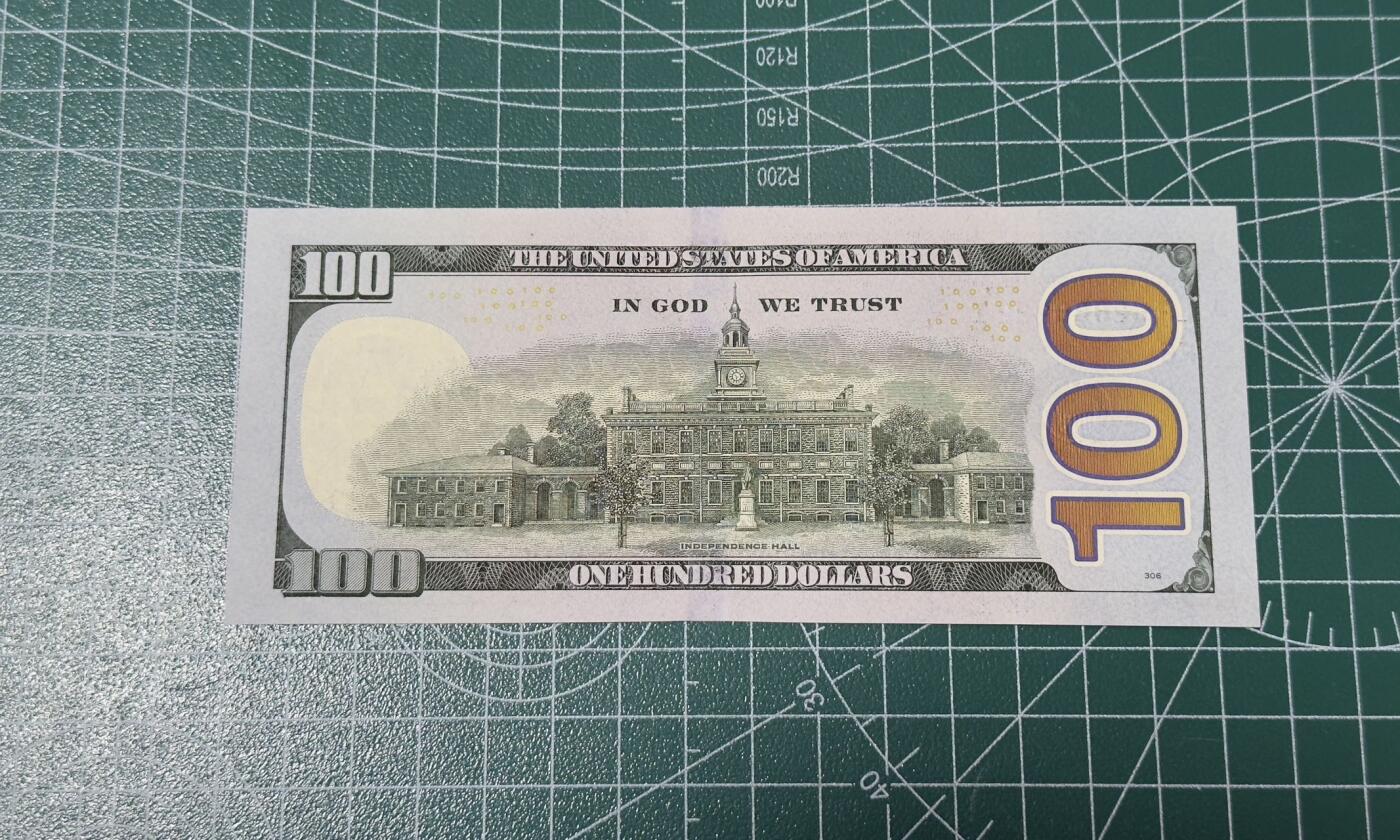 R100
R120
R150
R200
100
THE UNITED STATES OF AMERICA
IN GOD WE TRUST
100
INDEPENDENCE HALL
100
ONE HUNDRED DOLLARS
306
30
40